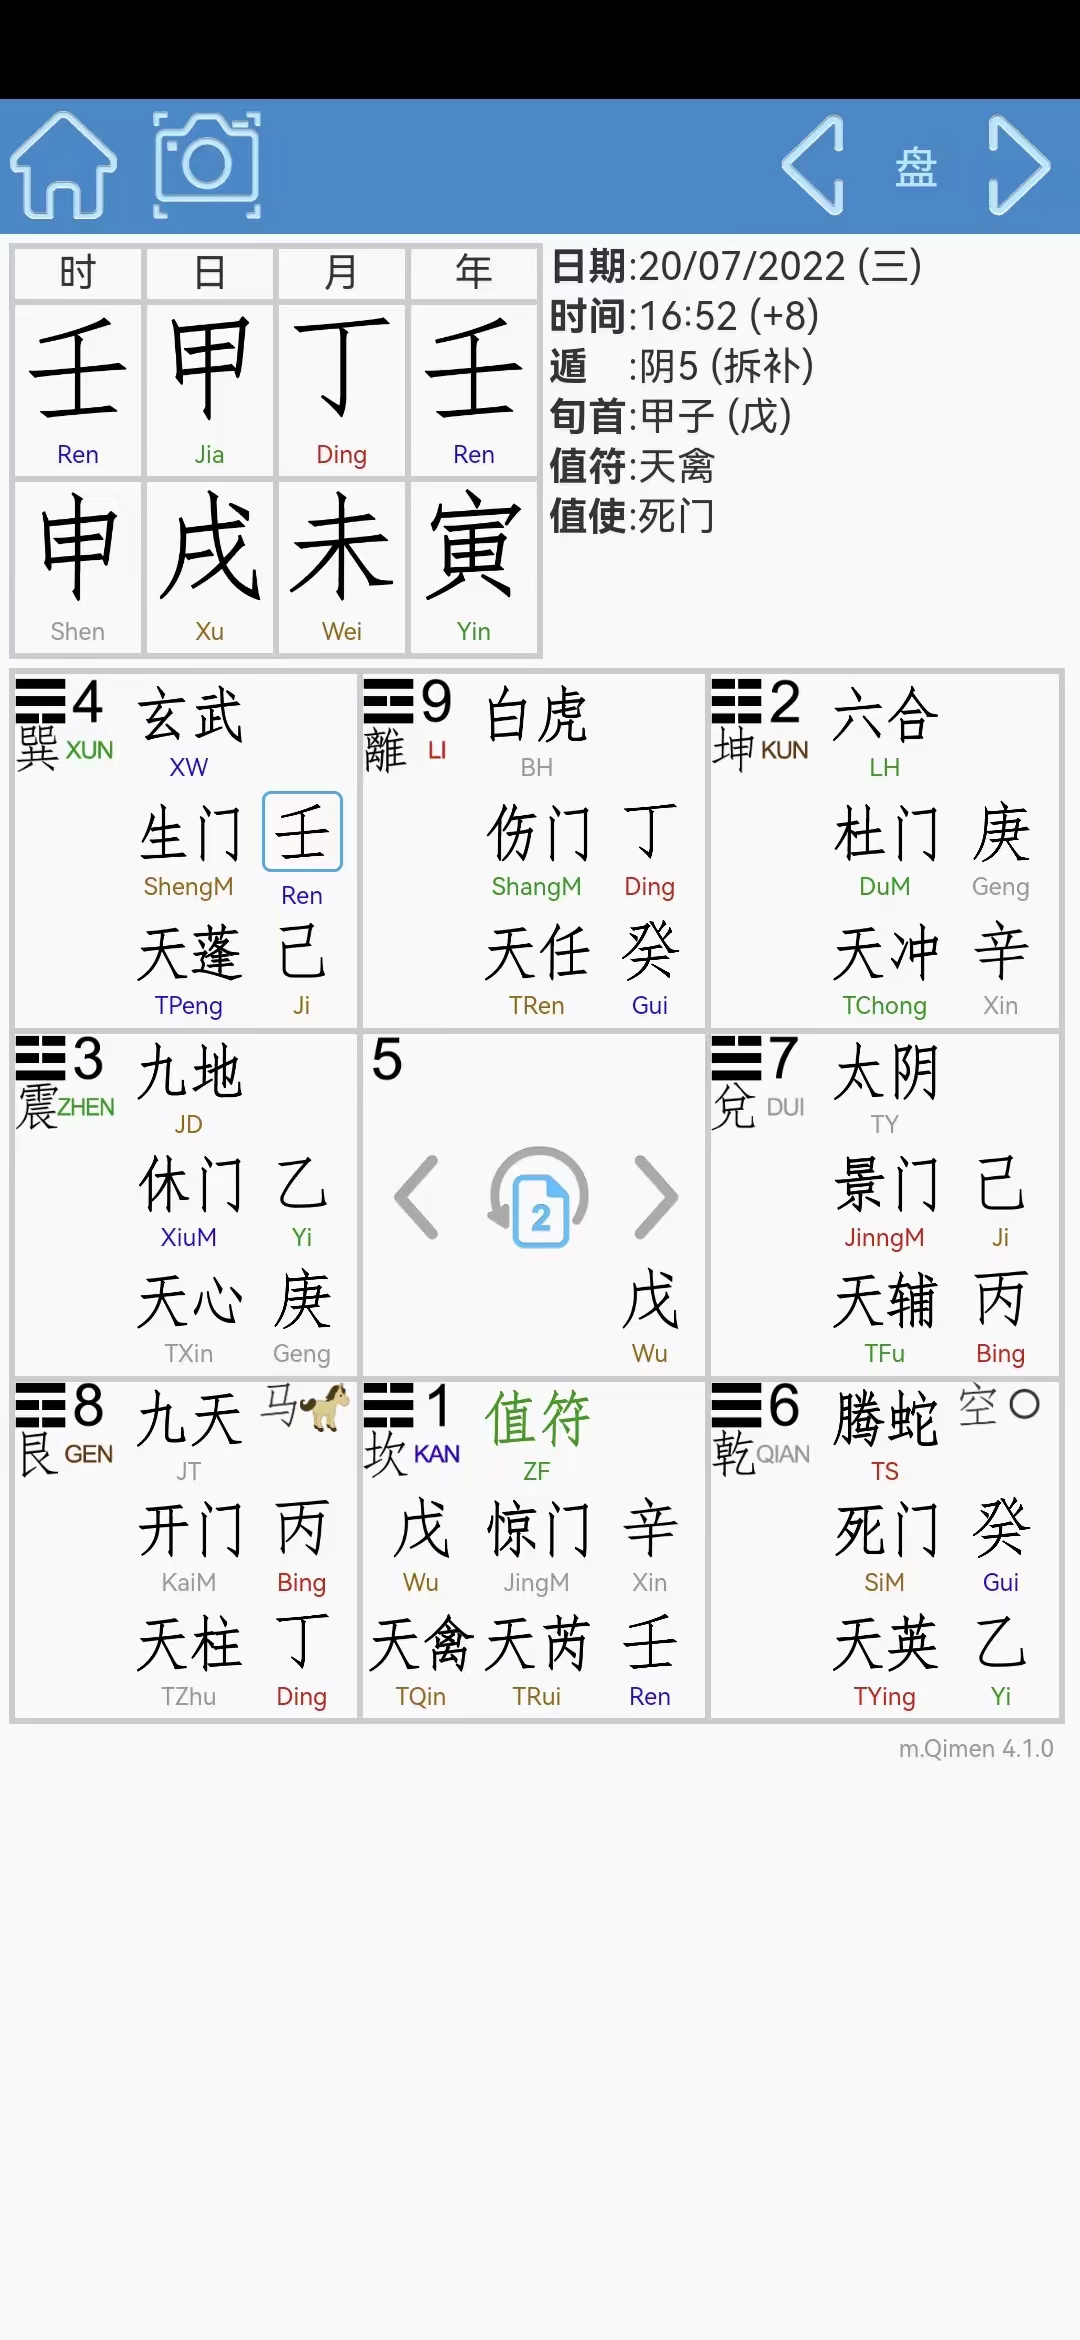 盘
时 日 月 年
壬 甲 丁 壬
Ren Jia Ding Ren
申 戌 未 寅
Shen Xu Wei Yin
日期:20/07/2022 (三)
时间:16:52 (+8)
遁 :阴5 (拆补)
旬首:甲子 (戊)
值符:天禽
值使:死门
4 玄武
巽 XUN XW
生门 壬
ShengM Ren
天蓬 己
TPeng Ji
9 白虎
離 LI BH
伤门 丁
ShangM Ding
天任 癸
TRen Gui
2 六合
坤 KUN LH
杜门 庚
DuM Geng
天冲 辛
TChong Xin
3 九地
震 ZHEN JD
休门 乙
XiuM Yi
天心 庚
TXin Geng
5
2
戊
Wu
7 太阴
兌 DUI TY
景门 己
JinngM Ji
天辅 丙
TFu Bing
8 九天 马
艮 GEN JT
开门 丙
KaiM Bing
天柱 丁
TZhu Ding
1 值符
坎 KAN ZF
戊 惊门 辛
Wu JingM Xin
天禽 天芮 壬
TQin TRui Ren
6 腾蛇 空
乾 QIAN TS
死门 癸
SiM Gui
天英 乙
TYing Yi
m.Qimen 4.1.0